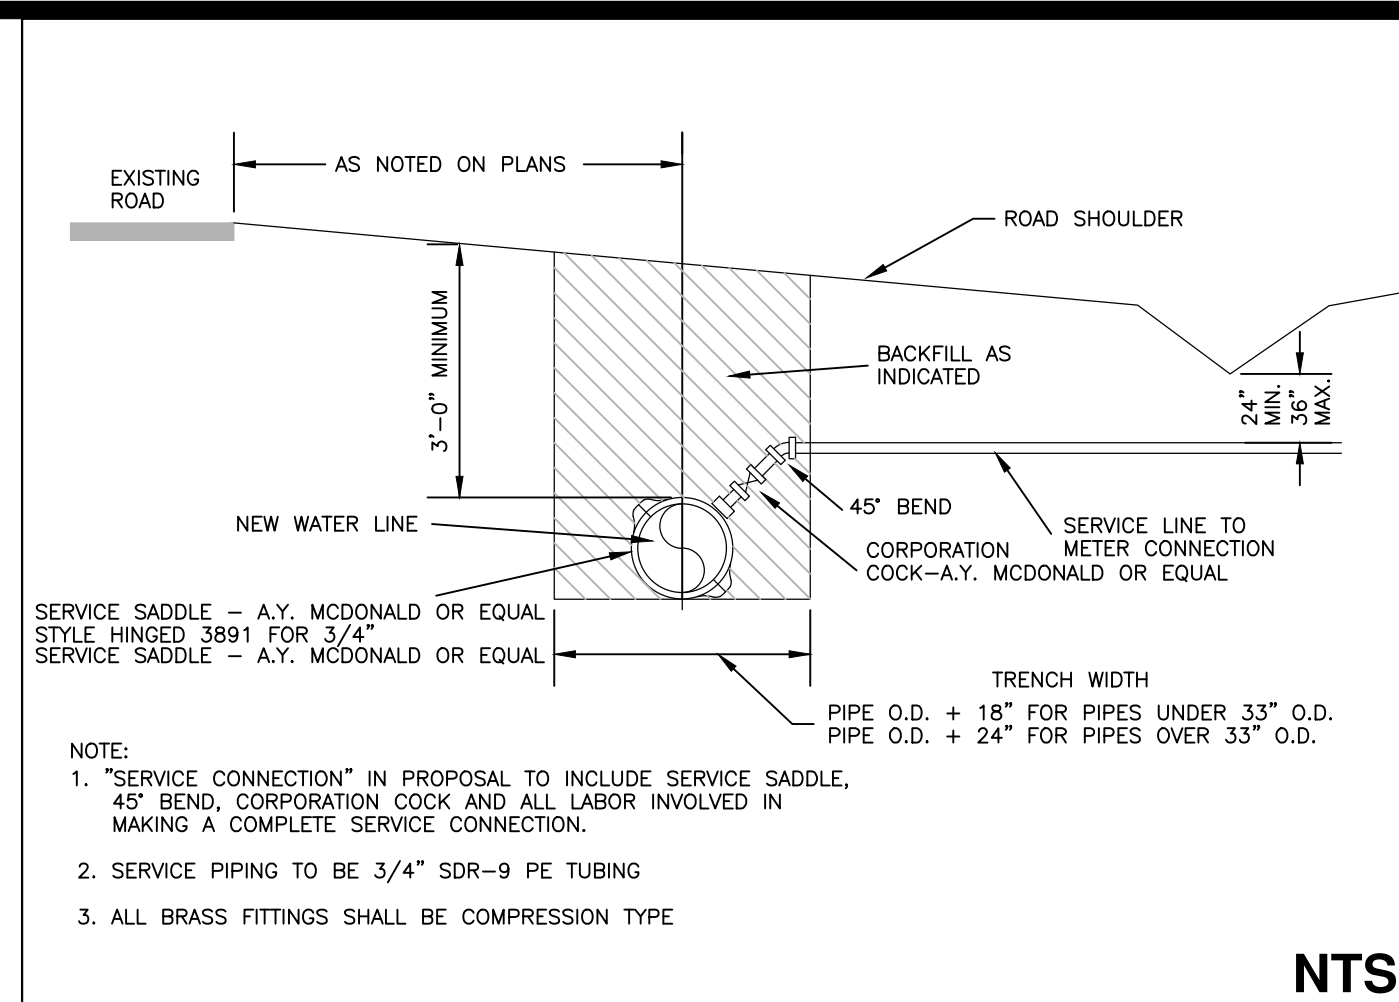 AS NOTED ON PLANS
EXISTING
ROAD
ROAD SHOULDER
3'-0" MINIMUM
BACKFILL AS
INDICATED
24"
MIN.
36"
MAX.
45° BEND
NEW WATER LINE
SERVICE LINE TO
METER CONNECTION
CORPORATION
COCK-A.Y. MCDONALD OR EQUAL
SERVICE SADDLE - A.Y. MCDONALD OR EQUAL
STYLE HINGED 3891 FOR 3/4"
SERVICE SADDLE - A.Y. MCDONALD OR EQUAL
TRENCH WIDTH
PIPE O.D. + 18" FOR PIPES UNDER 33" O.D.
PIPE O.D. + 24" FOR PIPES OVER 33" O.D.
NOTE:
1. "SERVICE CONNECTION" IN PROPOSAL TO INCLUDE SERVICE SADDLE,
45° BEND, CORPORATION COCK AND ALL LABOR INVOLVED IN
MAKING A COMPLETE SERVICE CONNECTION.
2. SERVICE PIPING TO BE 3/4" SDR-9 PE TUBING
3. ALL BRASS FITTINGS SHALL BE COMPRESSION TYPE
NTS